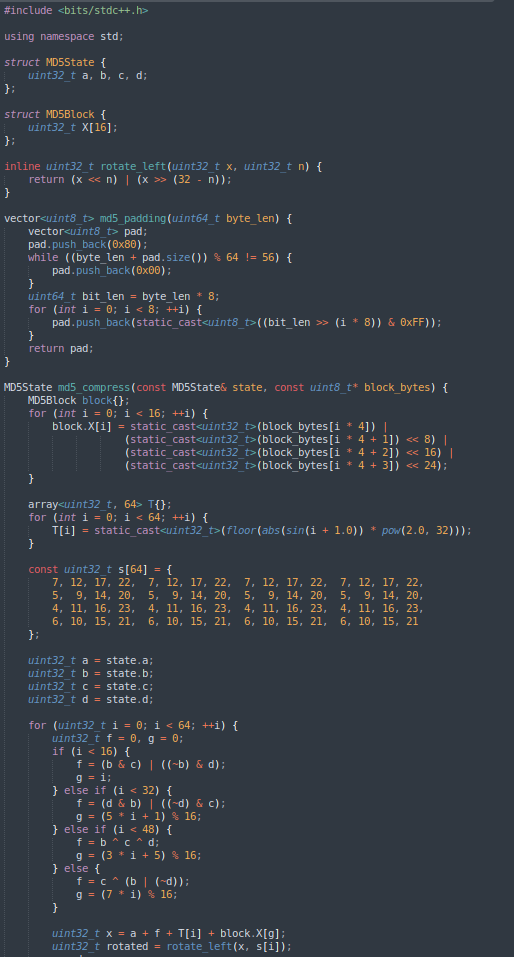 #include <bits/stdc++.h>
using namespace std;
struct MD5State {
uint32_t a, b, c, d;
};
struct MD5Block {
uint32_t X[16];
};
inline uint32_t rotate_left(uint32_t x, uint32_t n) {
return (x << n) | (x >> (32 - n));
}
vector<uint8_t> md5_padding(uint64_t byte_len) {
vector<uint8_t> pad;
pad.push_back(0x80);
while ((byte_len + pad.size()) % 64 != 56) {
pad.push_back(0x00);
}
uint64_t bit_len = byte_len * 8;
for (int i = 0; i < 8; ++i) {
pad.push_back(static_cast<uint8_t>((bit_len >> (i * 8)) & 0xFF));
}
return pad;
}
MD5State md5_compress(const MD5State& state, const uint8_t* block_bytes) {
MD5Block block{};
for (int i = 0; i < 16; ++i) {
block.X[i] = static_cast<uint32_t>(block_bytes[i * 4]) |
(static_cast<uint32_t>(block_bytes[i * 4 + 1]) << 8) |
(static_cast<uint32_t>(block_bytes[i * 4 + 2]) << 16) |
(static_cast<uint32_t>(block_bytes[i * 4 + 3]) << 24);
}
array<uint32_t, 64> T{};
for (int i = 0; i < 64; ++i) {
T[i] = static_cast<uint32_t>(floor(abs(sin(i + 1.0)) * pow(2.0, 32)));
}
const uint32_t s[64] = {
7, 12, 17, 22, 7, 12, 17, 22, 7, 12, 17, 22, 7, 12, 17, 22,
5, 9, 14, 20, 5, 9, 14, 20, 5, 9, 14, 20, 5, 9, 14, 20,
4, 11, 16, 23, 4, 11, 16, 23, 4, 11, 16, 23, 4, 11, 16, 23,
6, 10, 15, 21, 6, 10, 15, 21, 6, 10, 15, 21, 6, 10, 15, 21
};
uint32_t a = state.a;
uint32_t b = state.b;
uint32_t c = state.c;
uint32_t d = state.d;
for (uint32_t i = 0; i < 64; ++i) {
uint32_t f = 0, g = 0;
if (i < 16) {
f = (b & c) | ((~b) & d);
g = i;
} else if (i < 32) {
f = (d & b) | ((~d) & c);
g = (5 * i + 1) % 16;
} else if (i < 48) {
f = b ^ c ^ d;
g = (3 * i + 5) % 16;
} else {
f = c ^ (b | (~d));
g = (7 * i) % 16;
}
uint32_t x = a + f + T[i] + block.X[g];
uint32_t rotated = rotate_left(x, s[i]);